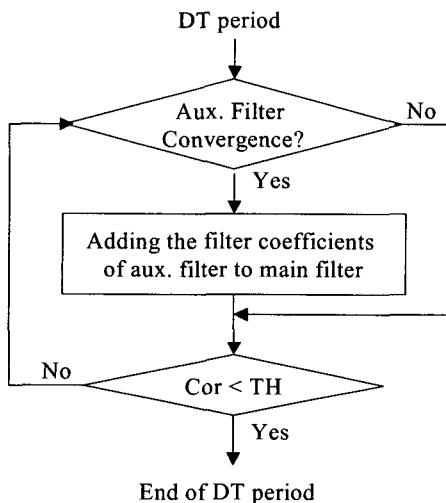 DT period
Aux. Filter
Convergence?
No
Yes
Adding the filter coefficients
of aux. filter to main filter
No
Cor < TH
Yes
End of DT period